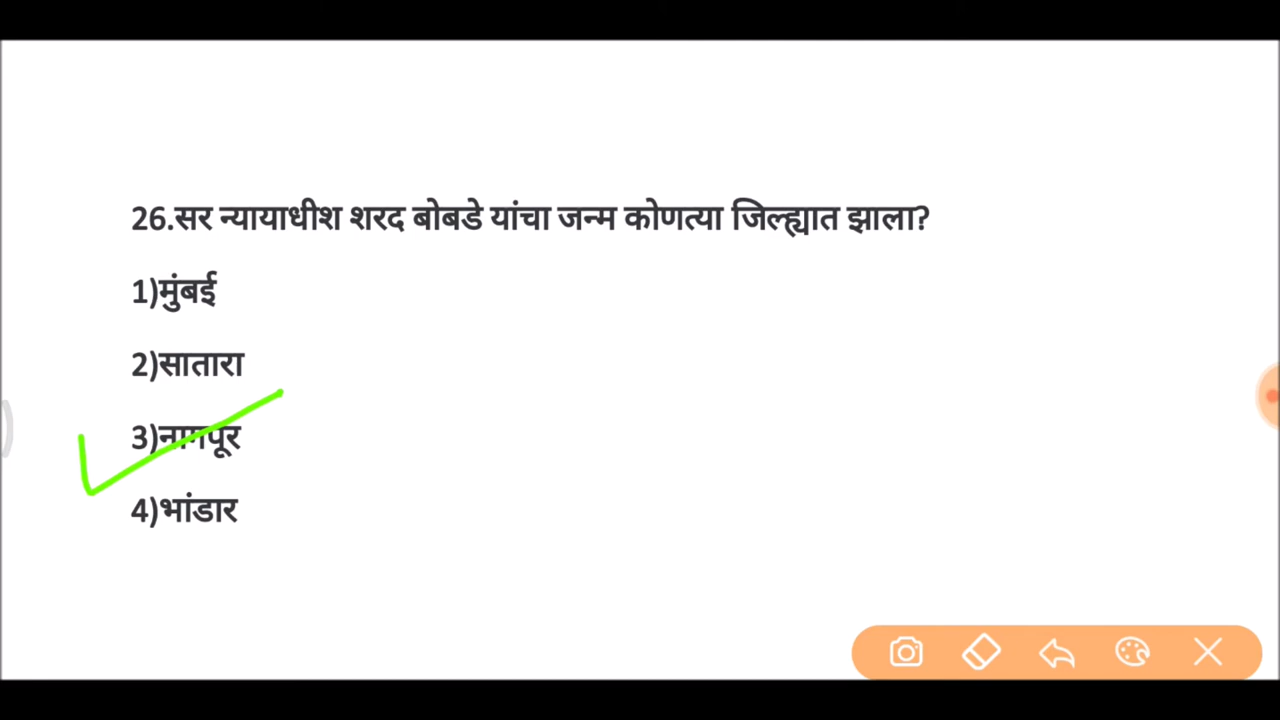 26.सर न्यायाधीश शरद बोबडे यांचा जन्म कोणत्या जिल्ह्यात झाला?
1)मुंबई
2)सातारा
3)नागपूर
4)भांडार